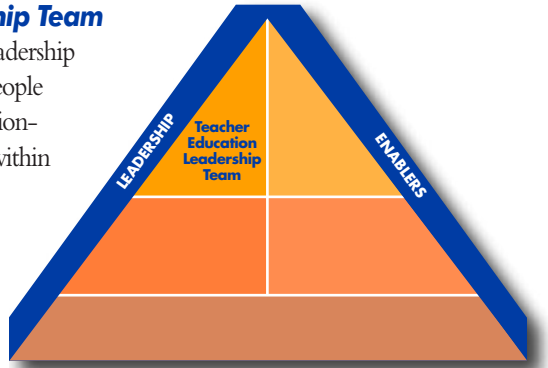 hip Team
adership
eople
ion–
within
LEADERSHIP
Teacher
Education
Leadership
Team
ENABLERS